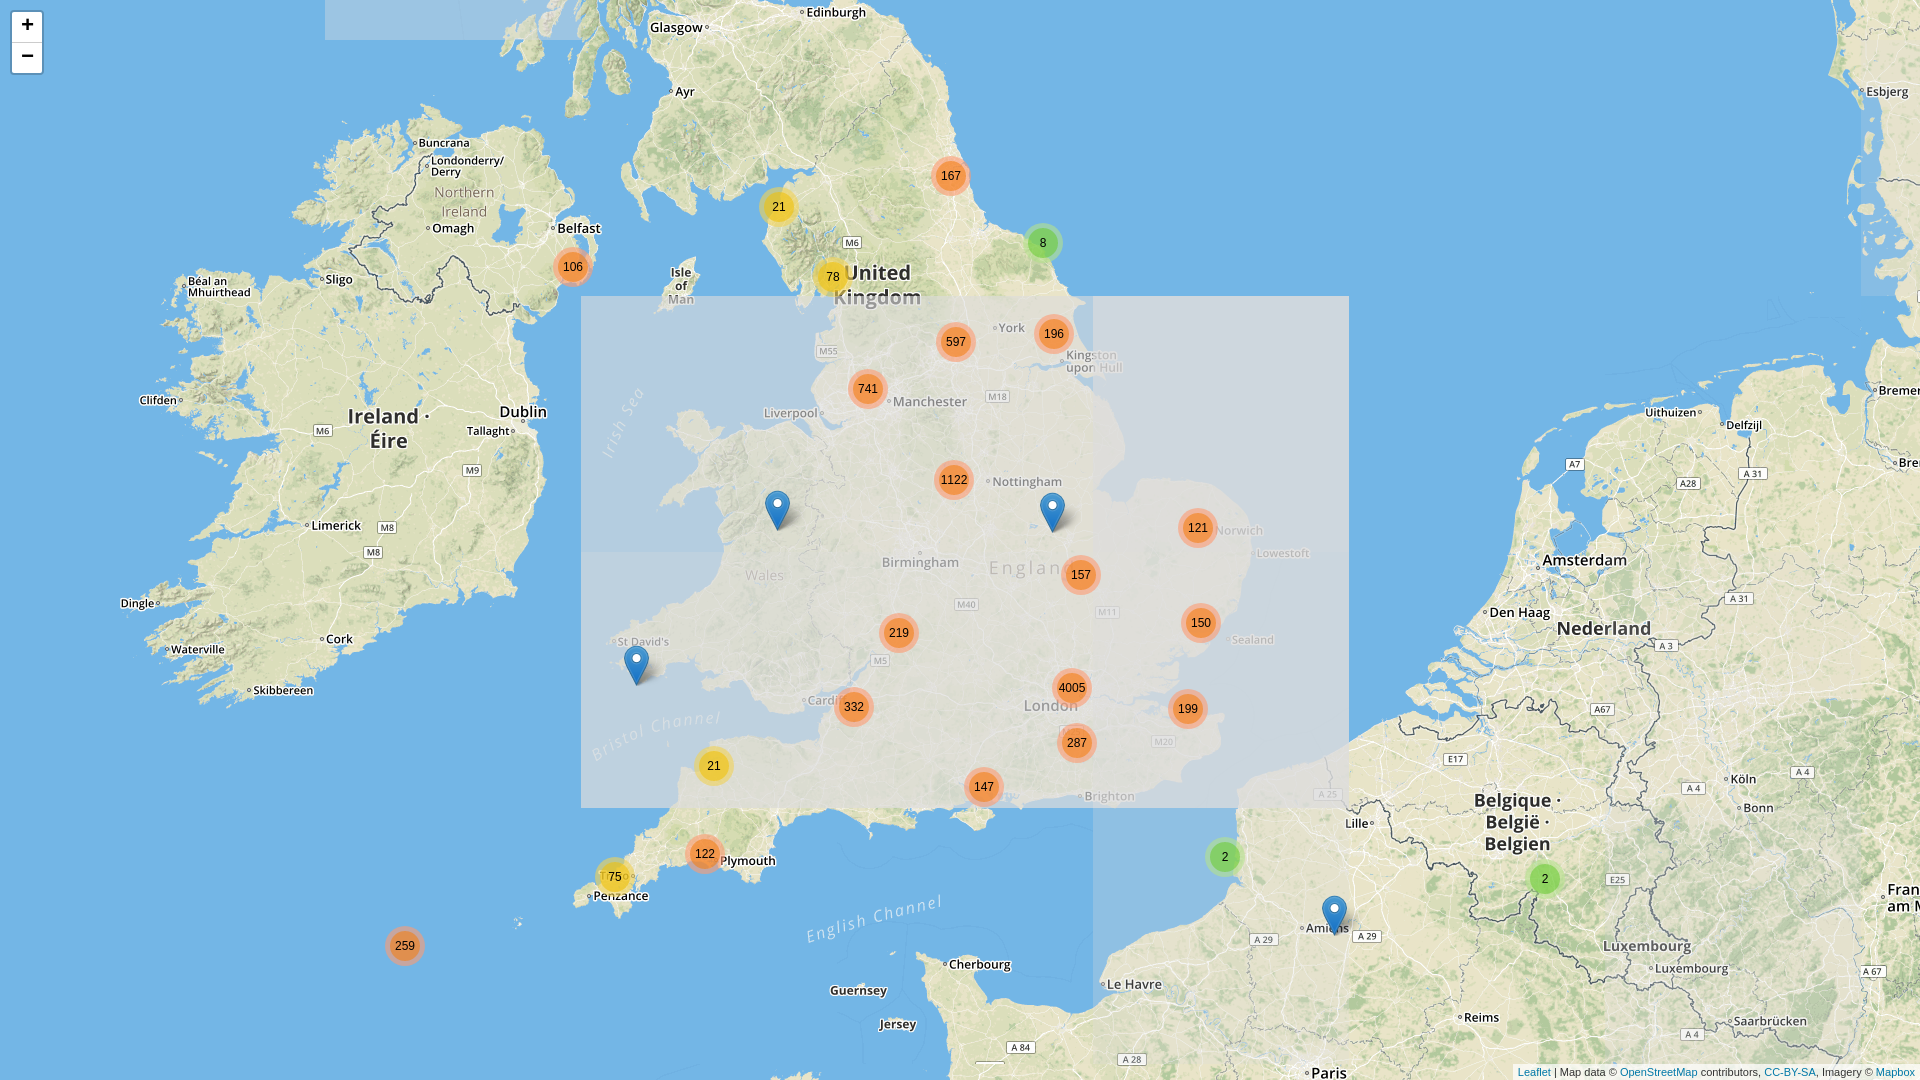 +
−
Edinburgh
Glasgow
Ayr
Esbjerg
Buncrana
Londonderry/
Derry
Northern
Ireland
Omagh
Belfast
167
21
8
M6
106
78
United
Kingdom
Isle
of
Man
Sligo
Béal an
Mhuirthead
597
York
196
M55
Kingston
upon Hull
741
Manchester
M18
Liverpool
Irish Sea
Clifden
Ireland ·
Éire
Dublin
Tallaght
M6
M9
Uithuizen
Delfzijl
A7
A 31
A28
1122
Nottingham
Limerick
M8
M8
121
Norwich
Lowestoft
Birmingham
Wales
157
Amsterdam
Dingle
M40
M11
A 31
Den Haag
Nederland
219
150
Sealand
St David's
Cork
Waterville
M5
A 3
Skibbereen
4005
London
Cardiff
332
199
A67
Bristol Channel
287
M20
E17
21
147
Brighton
A 25
Köln
A 4
A 4
Bonn
Belgique ·
België ·
Belgien
Lille
122
Plymouth
75
Penzance
2
2
E25
259
English Channel
Amiens
A 29
A 29
Luxembourg
Luxembourg
A 67
Cherbourg
Guernsey
Le Havre
Jersey
Reims
Saarbrücken
A 84
A 28
A 4
Paris
Leaflet | Map data © OpenStreetMap contributors, CC-BY-SA, Imagery © Mapbox